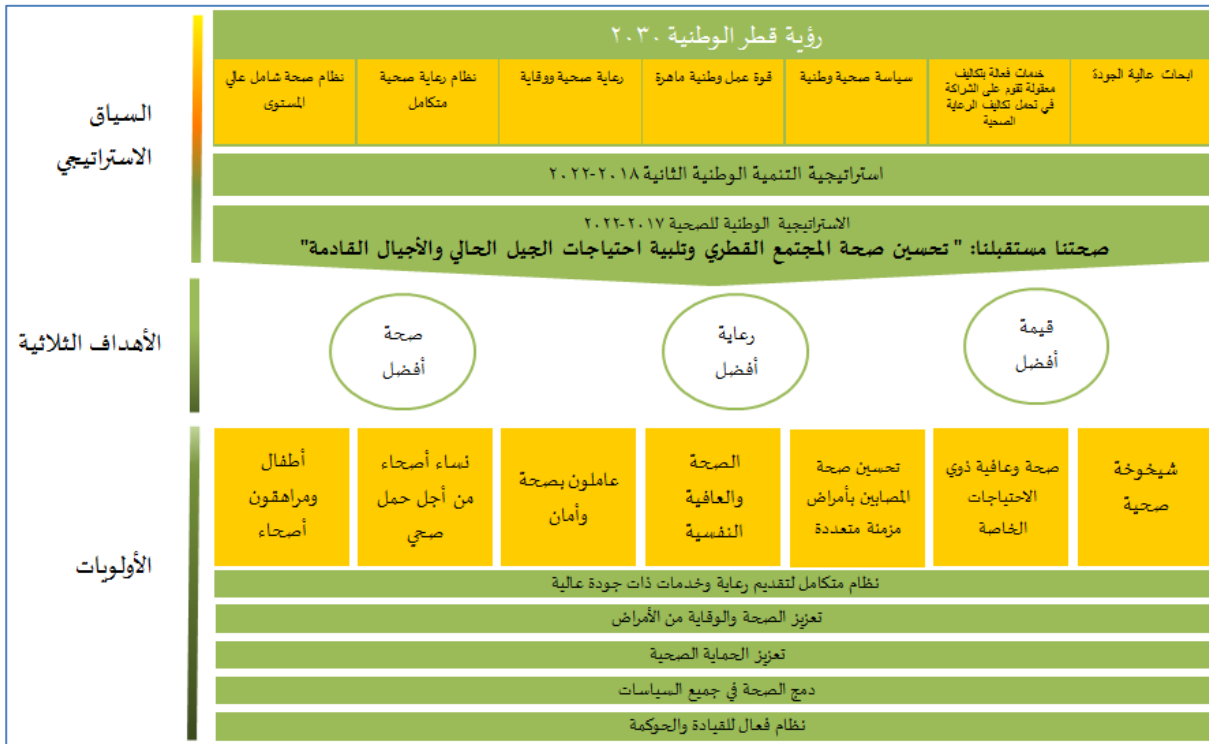 رؤية قطر الوطنية ٢٠٣٠
ابحاث عالية الجودة
خدمات فعالة بتكاليف
معقولة تقوم على الشراكة
في تحمل تكاليف الرعاية
الصحية
سياسة صحية وطنية
قوة عمل وطنية ماهرة
رعاية صحية ووقاية
نظام رعاية صحية
متكامل
نظام صحة شامل عالي
المستوى
السياق
الاستراتيجي
استراتيجية التنمية الوطنية الثانية ٢٠١٨-٢٠٢٢
الاستراتيجية الوطنية للصحية ٢٠١٧-٢٠٢٢
صحتنا مستقبلنا: " تحسين صحة المجتمع القطري وتلبية احتياجات الجيل الحالي والأجيال القادمة"
قيمة
أفضل
رعاية
أفضل
صحة
أفضل
الأهداف الثلاثية
شيخوخة
صحية
صحة وعافية ذوي
الاحتياجات
الخاصة
تحسين صحة
المصابين بأمراض
مزمنة متعددة
الصحة
والعافية
النفسية
عاملون بصحة
وأمان
نساء أصحاء
من أجل حمل
صحي
أطفال
ومراهقون
أصحاء
الأولويات
نظام متكامل لتقديم رعاية وخدمات ذات جودة عالية
تعزيز الصحة والوقاية من الأمراض
تعزيز الحماية الصحية
دمج الصحة في جميع السياسات
نظام فعال للقيادة والحوكمة